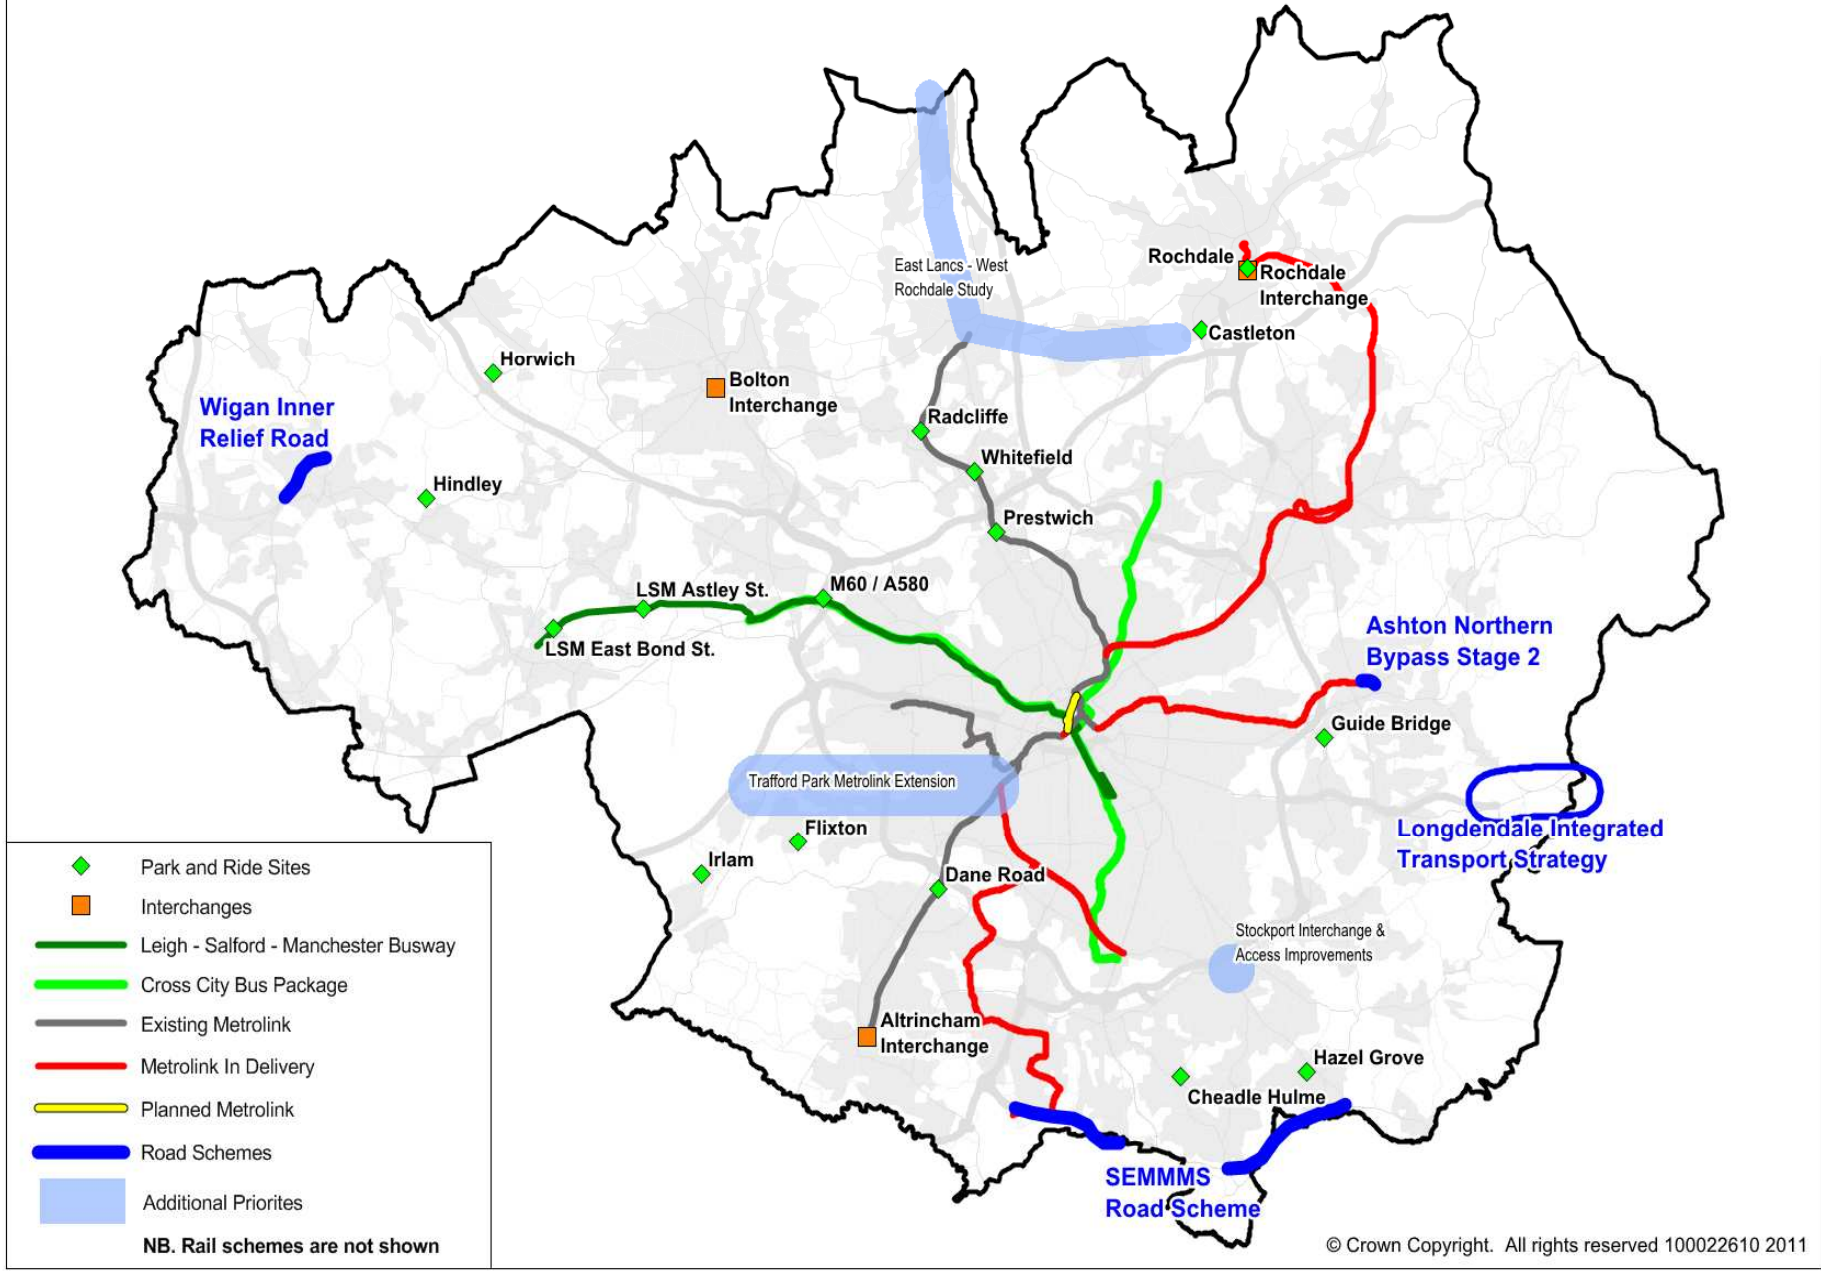 East Lancs - West
Rochdale Study
Rochdale
Rochdale
Interchange
Castleton
Horwich
Bolton
Interchange
Wigan Inner
Relief Road
Radcliffe
Whitefield
Hindley
Prestwich
LSM Astley St.
M60 / A580
LSM East Bond St.
Ashton Northern
Bypass Stage 2
Guide Bridge
Trafford Park Metrolink Extension
Longdendale Integrated
Transport Strategy
Flixton
Irlam
Dane Road
Stockport Interchange &
Access Improvements
Altrincham
Interchange
Hazel Grove
Cheadle Hulme
SEMMMS
Road Scheme
Park and Ride Sites
Interchanges
Leigh - Salford - Manchester Busway
Cross City Bus Package
Existing Metrolink
Metrolink In Delivery
Planned Metrolink
Road Schemes
Additional Priorites
NB. Rail schemes are not shown
© Crown Copyright. All rights reserved 100022610 2011